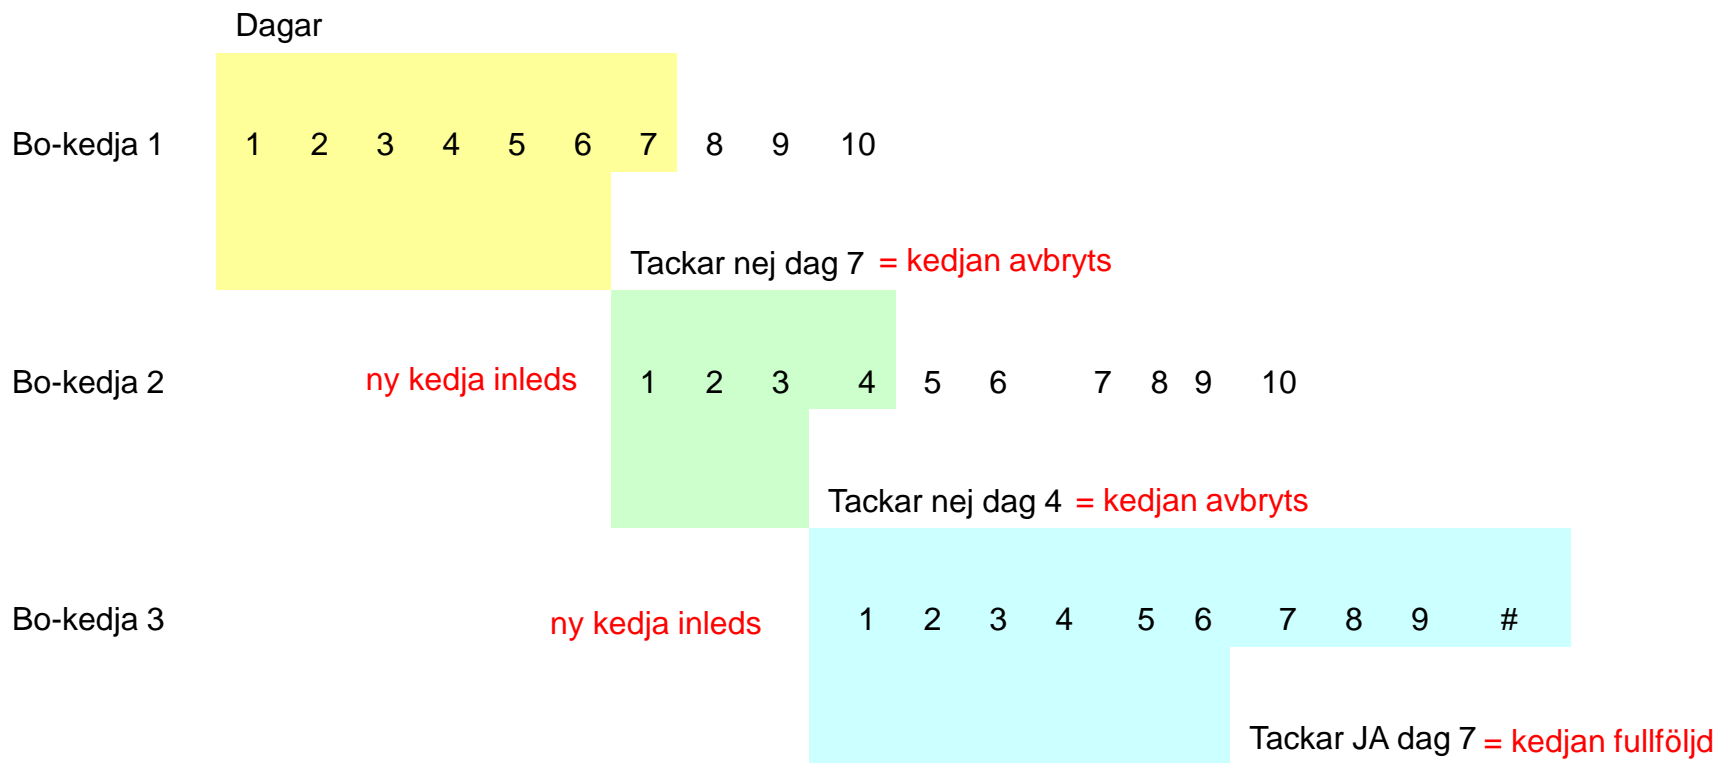 Dagar
Bo-kedja 1 1 2 3 4 5 6 7 8 9 10
Tackar nej dag 7 = kedjan avbryts
Bo-kedja 2 ny kedja inleds 1 2 3 4 5 6 7 8 9 10
Tackar nej dag 4 = kedjan avbryts
Bo-kedja 3 ny kedja inleds 1 2 3 4 5 6 7 8 9 #
Tackar JA dag 7 = kedjan fullföljd